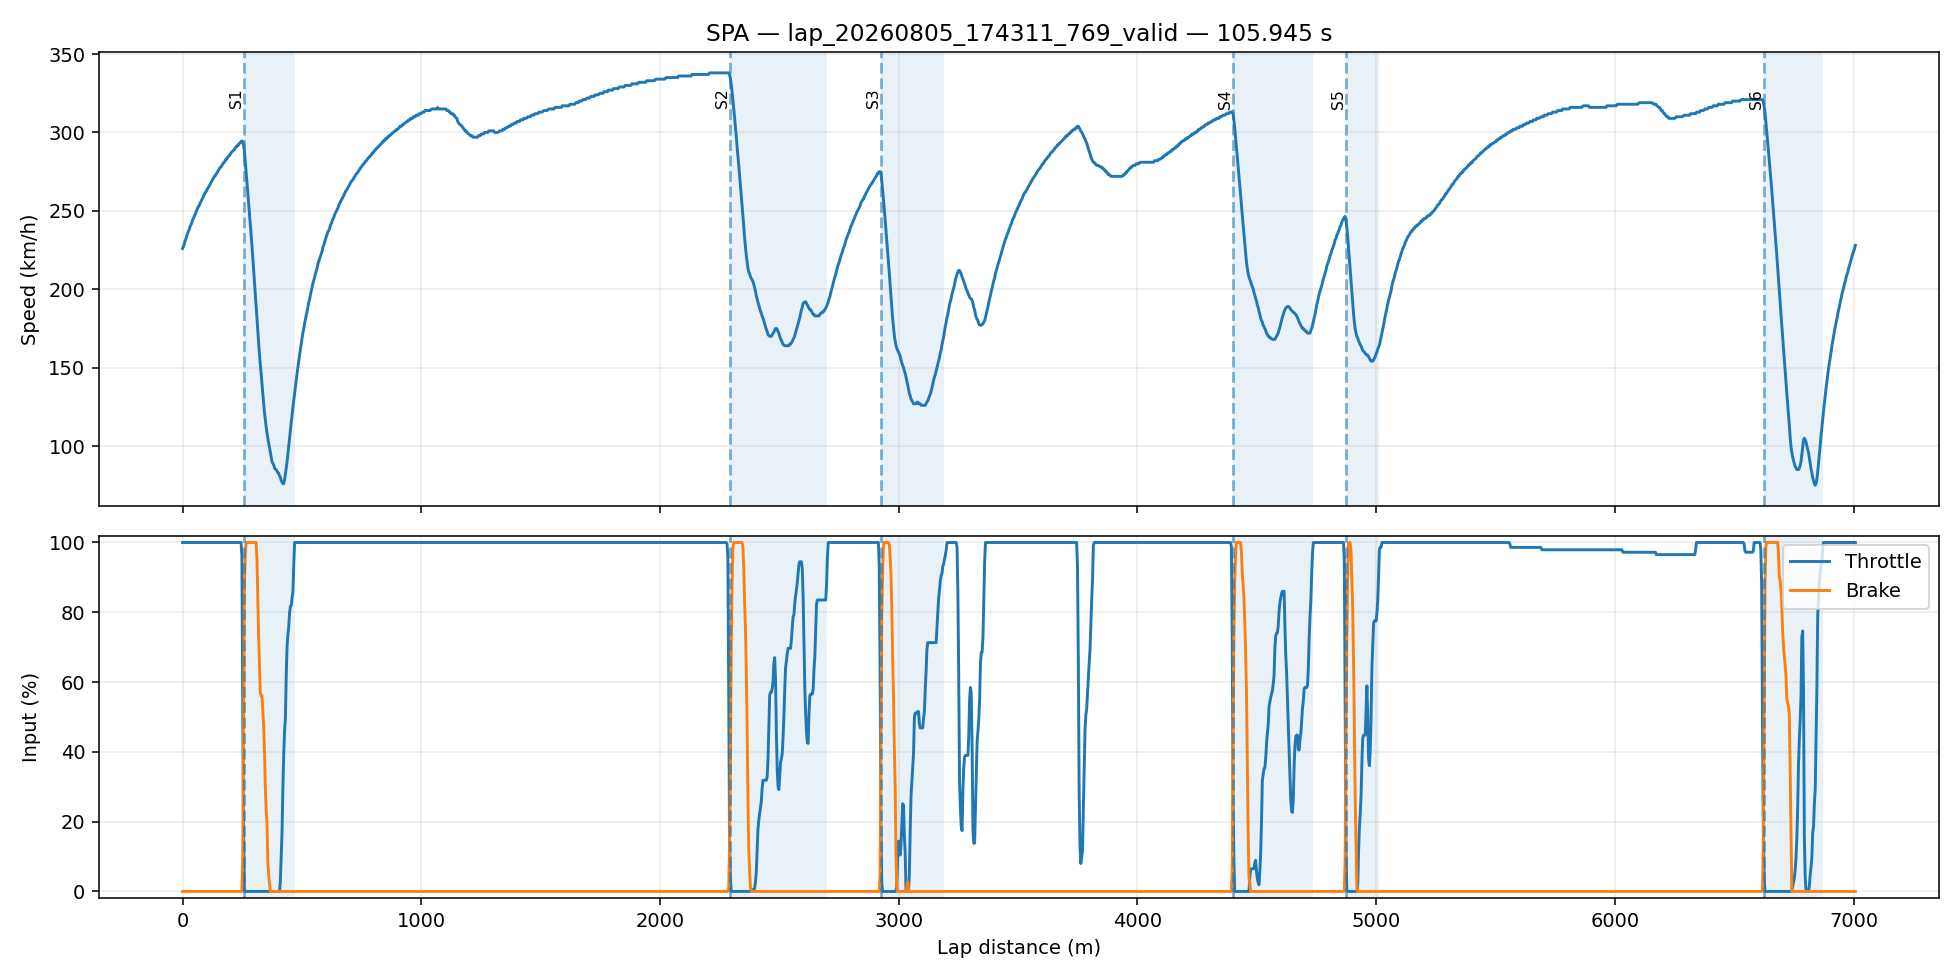 SPA — lap_20260805_174311_769_valid — 105.945 s
350
300
250
200
150
100
Speed (km/h)
S1
S2
S3
S4
S5
S6
100
80
60
40
20
0
Input (%)
Throttle
Brake
0
1000
2000
3000
4000
5000
6000
7000
Lap distance (m)